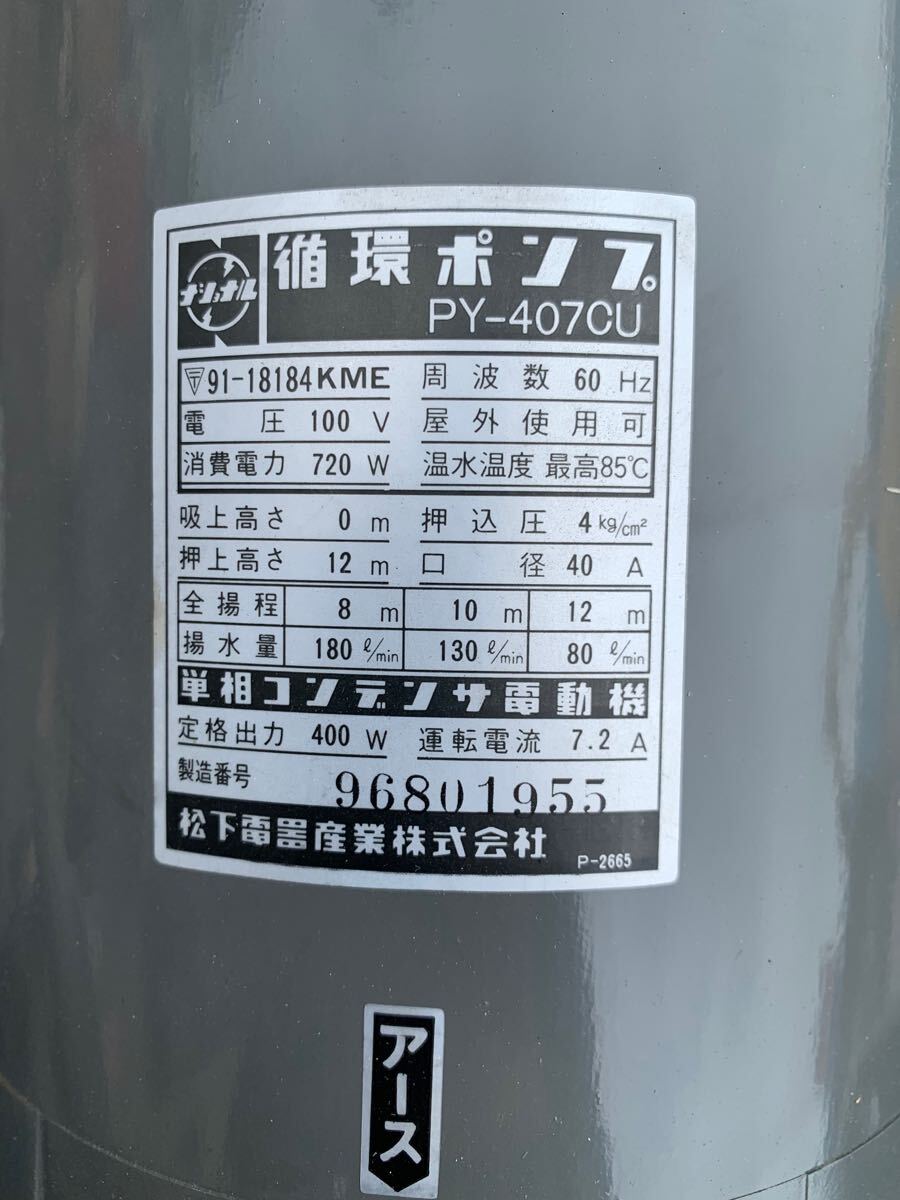 ナショナル
循環ポンプ
PY-407CU
〒91-18184KME 周波数 60 Hz
電圧 100 V 屋外使用可
消費電力 720 W 温水温度 最高85℃
吸上高さ 0 m 押込圧 4 kg/cm²
押上高さ 12 m 口径 40 A
全揚程 8 m 10 m 12 m
揚水量 180 ℓ/min 130 ℓ/min 80 ℓ/min
単相コンデンサ電動機
定格出力 400 W 運転電流 7.2 A
製造番号 96801955
松下電器産業株式会社 P-2665
アース